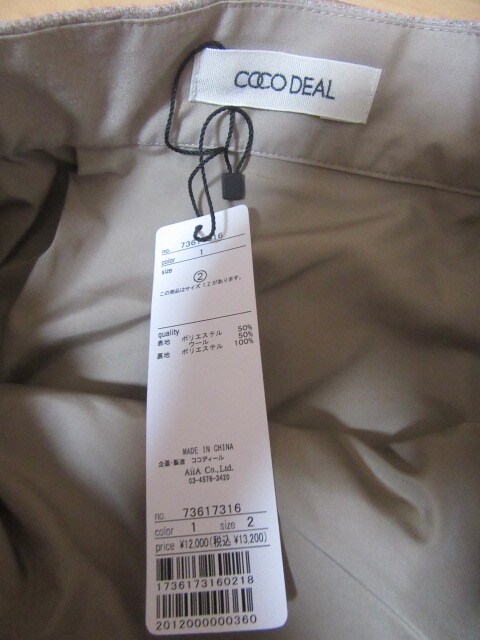 COCO DEAL
no. 73617316
color 1
size
②
この商品はサイズ1.2があります。
quality
表地 ポリエステル 50%
ウール 50%
裏地 ポリエステル 100%
MADE IN CHINA
企画・製造 ココディール
AiiA Co.,Ltd.
03-4578-3420
no. 73617316
color 1 size 2
price ¥12,000(税込 ¥13,200)
1736173160218
2012000000360